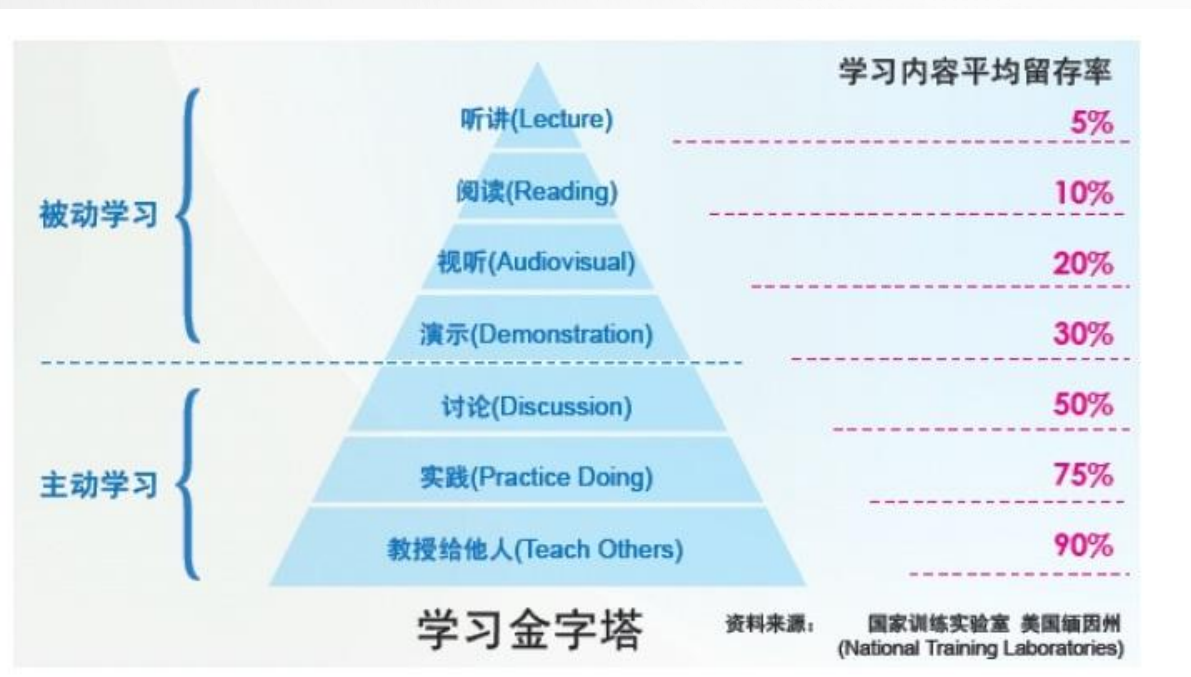 学习内容平均留存率
听讲(Lecture) 5%
阅读(Reading) 10%
被动学习
视听(Audiovisual) 20%
演示(Demonstration) 30%
讨论(Discussion) 50%
主动学习
实践(Practice Doing) 75%
教授给他人(Teach Others) 90%
学习金字塔
资料来源： 国家训练实验室 美国缅因州
(National Training Laboratories)